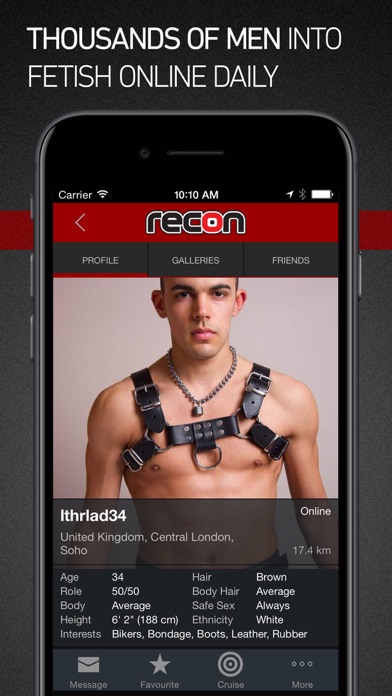 THOUSANDS OF MEN INTO
FETISH ONLINE DAILY
Carrier 10:10 AM
recon
PROFILE GALLERIES FRIENDS
lthrlad34 Online
United Kingdom, Central London,
Soho 17.4 km
Age 34 Hair Brown
Role 50/50 Body Hair Average
Body Average Safe Sex Always
Height 6' 2" (188 cm) Ethnicity White
Interests Bikers, Bondage, Boots, Leather, Rubber
Message Favourite Cruise More